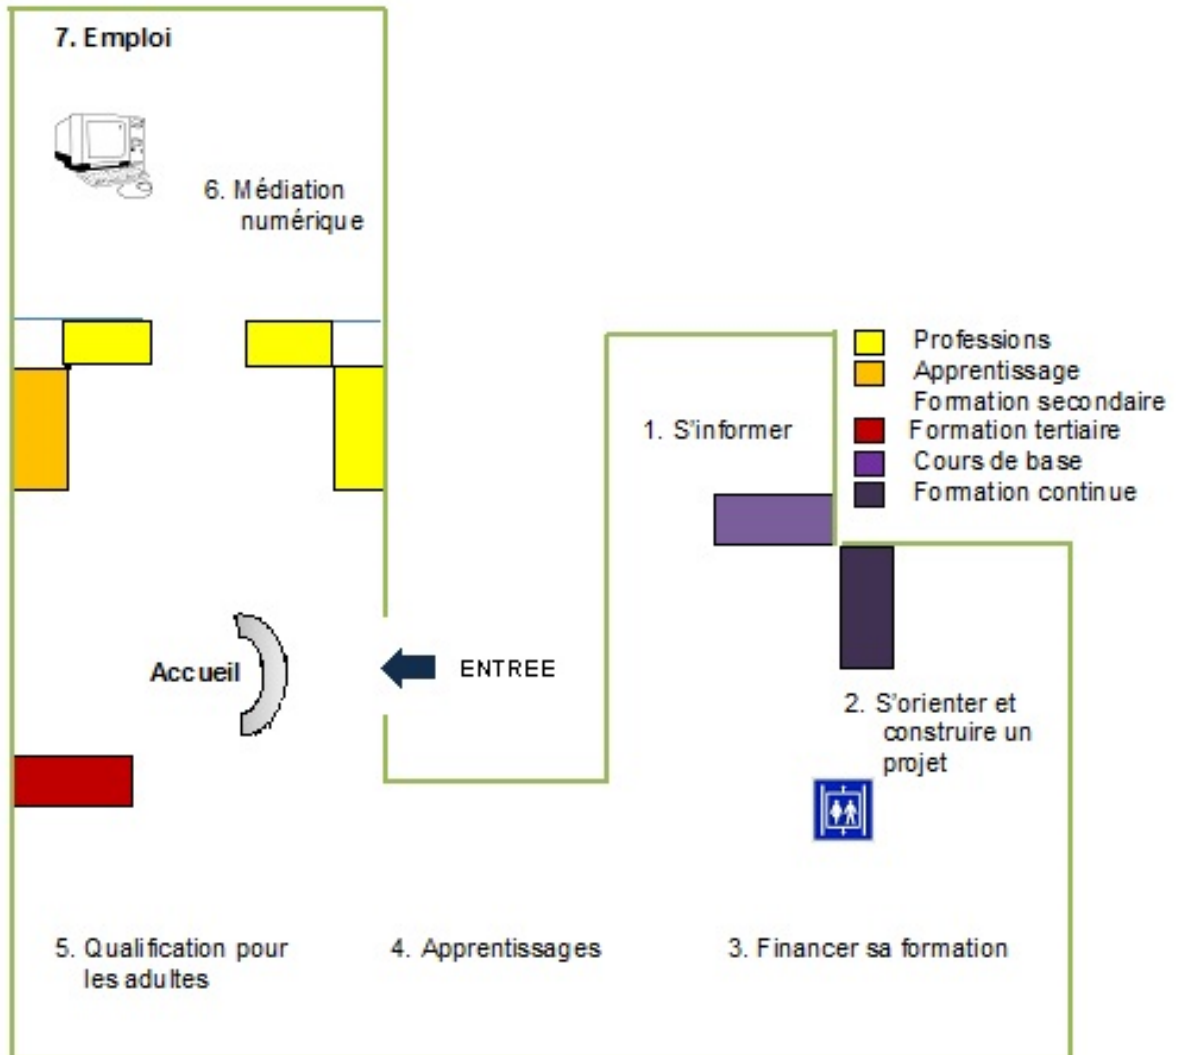 7. Emploi
6. Médiation
numérique
Professions
Apprentissage
Formation secondaire
1. S'informer
Formation tertiaire
Cours de base
Formation continue
Accueil
ENTREE
2. S'orienter et
construire un
projet
5. Qualification pour
les adultes
4. Apprentissages
3. Financer sa formation